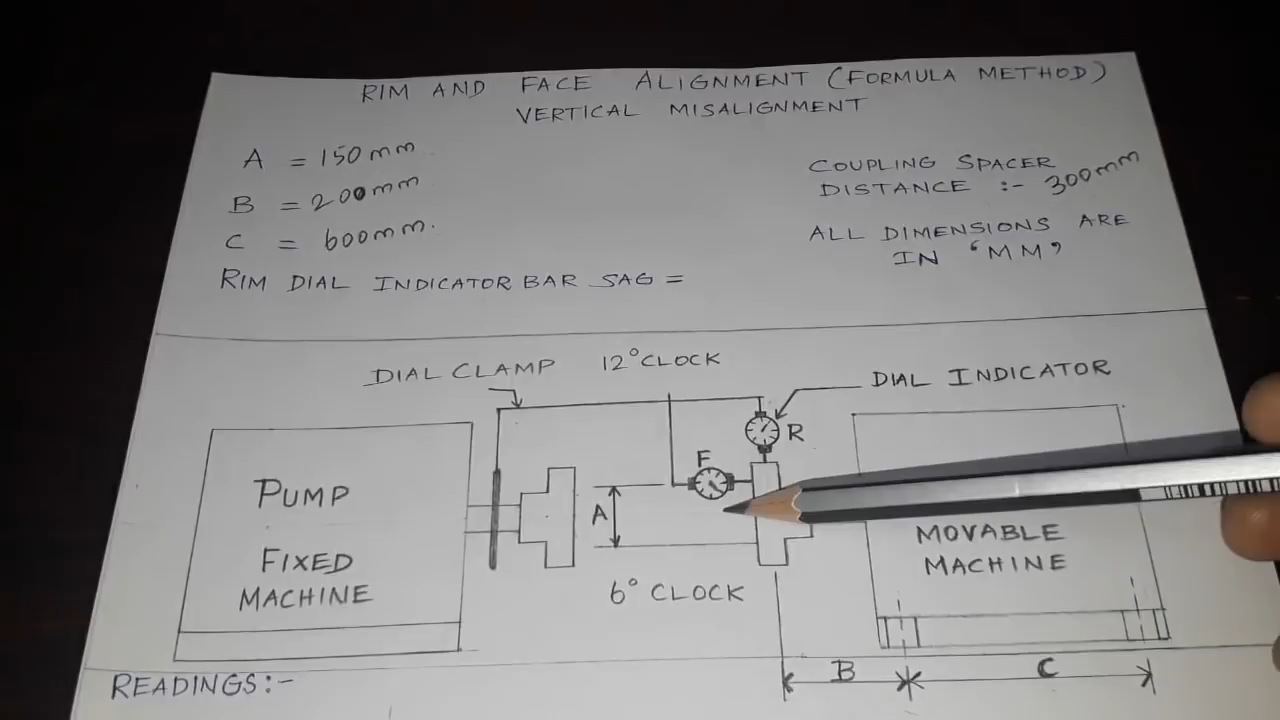 RIM AND FACE ALIGNMENT (FORMULA METHOD)
VERTICAL MISALIGNMENT
A = 150mm
B = 200mm
C = 600mm.
RIM DIAL INDICATOR BAR SAG =
COUPLING SPACER
DISTANCE :- 300mm
ALL DIMENSIONS ARE
IN ‘MM’
DIAL CLAMP
12° CLOCK
DIAL INDICATOR
R
F
A
PUMP
FIXED
MACHINE
MOVABLE
MACHINE
6° CLOCK
B
C
READINGS:-